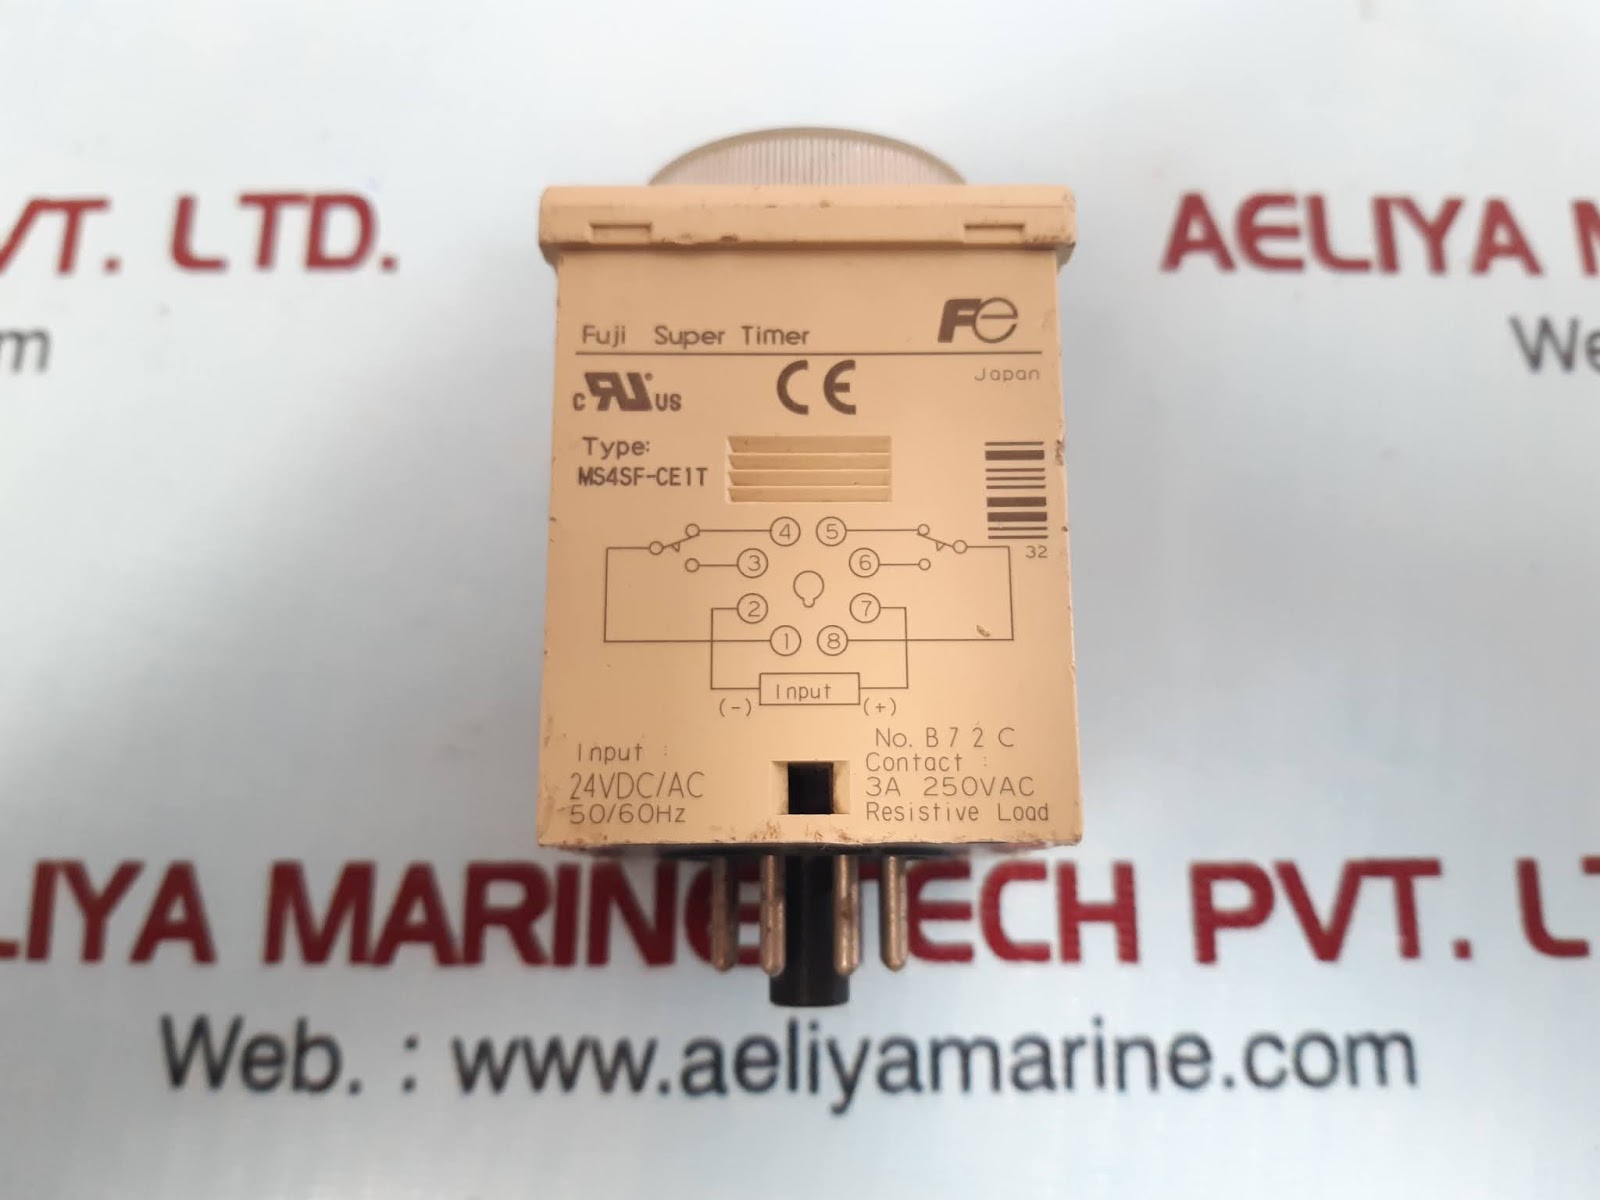 VT. LTD.
AELIYA M
We
m
Fuji Super Timer
Fe
Japan
c RU US
CE
Type:
MS4SF-CE1T
32
4 5
3 6
2 7
1 8
Input
(-) (+)
No. B72C
Input :
Contact :
24VDC/AC
3A 250VAC
50/60Hz
Resistive Load
LIYA MARINE TECH PVT. LT
Web. : www.aeliyamarine.com